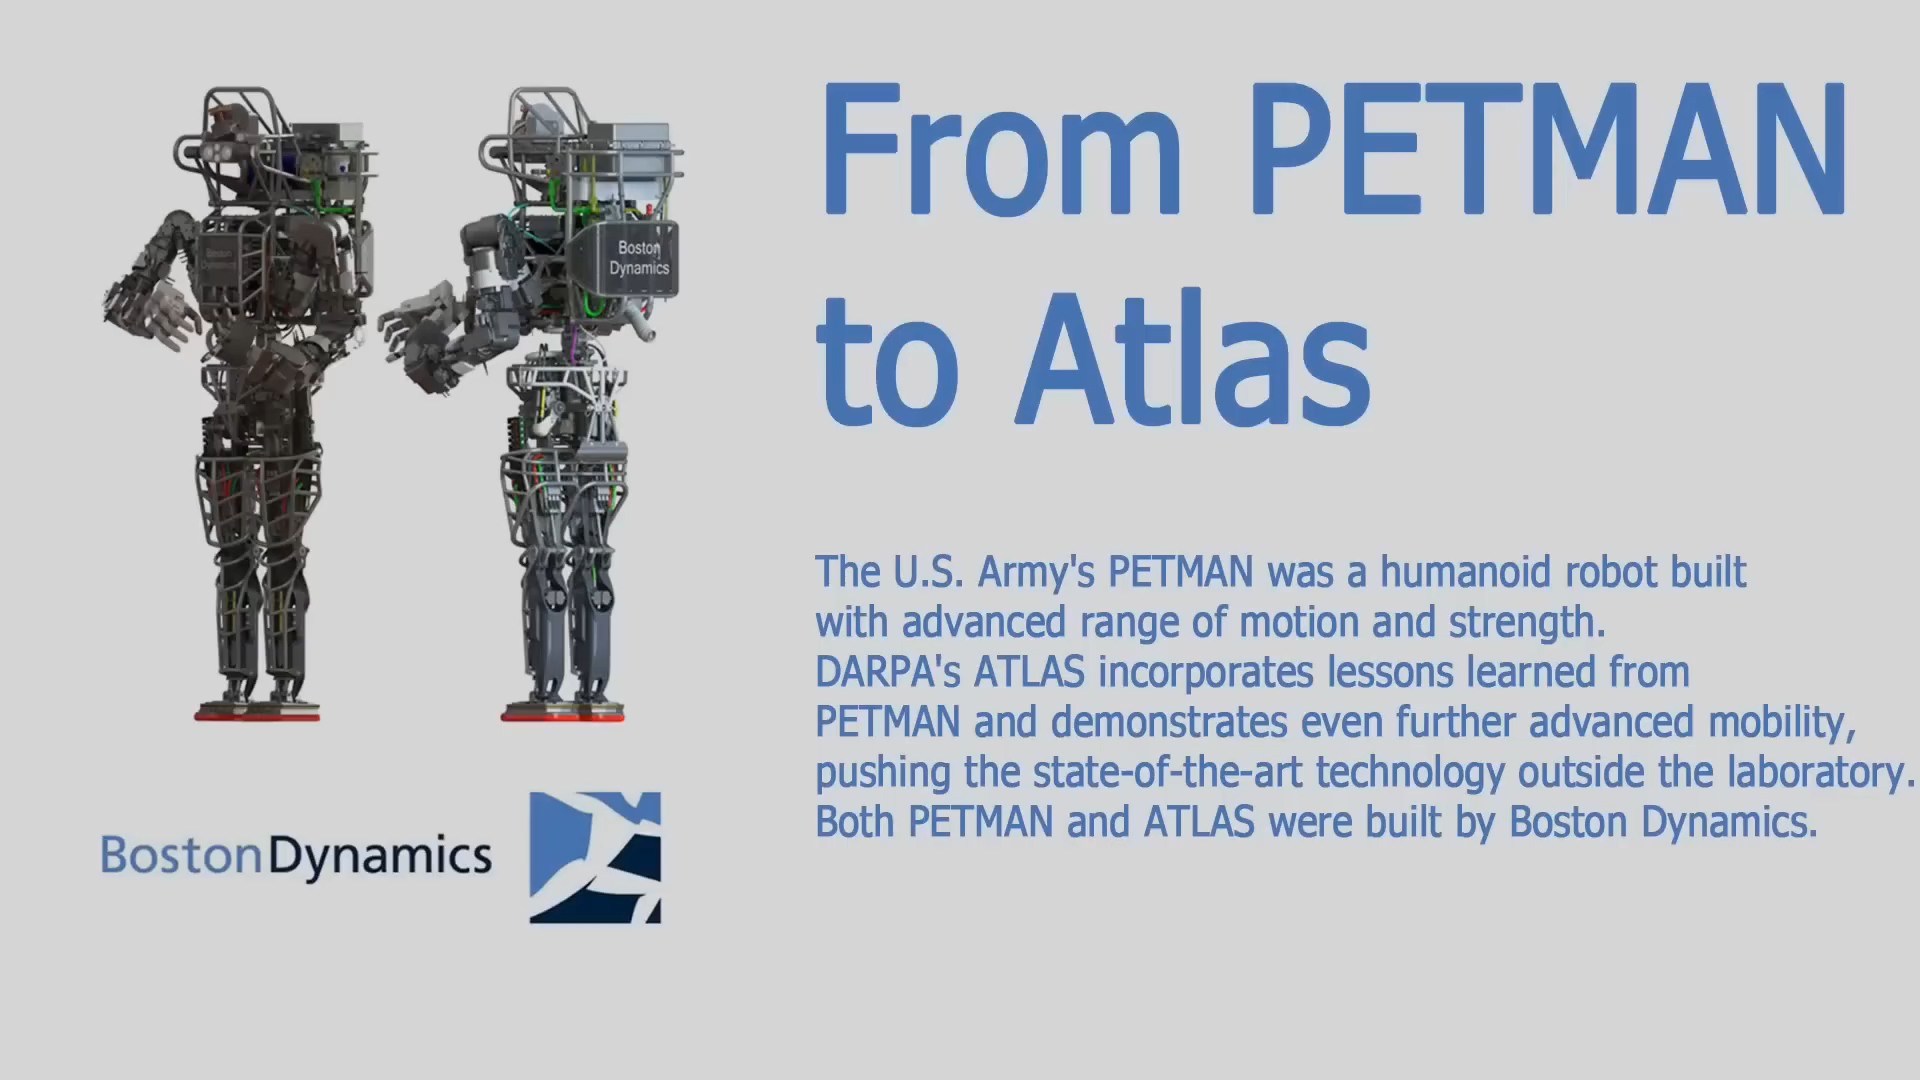 From PETMAN
to Atlas
Boston
Dynamics
Boston
Dynamics
The U.S. Army's PETMAN was a humanoid robot built
with advanced range of motion and strength.
DARPA's ATLAS incorporates lessons learned from
PETMAN and demonstrates even further advanced mobility,
pushing the state-of-the-art technology outside the laboratory.
Both PETMAN and ATLAS were built by Boston Dynamics.
BostonDynamics